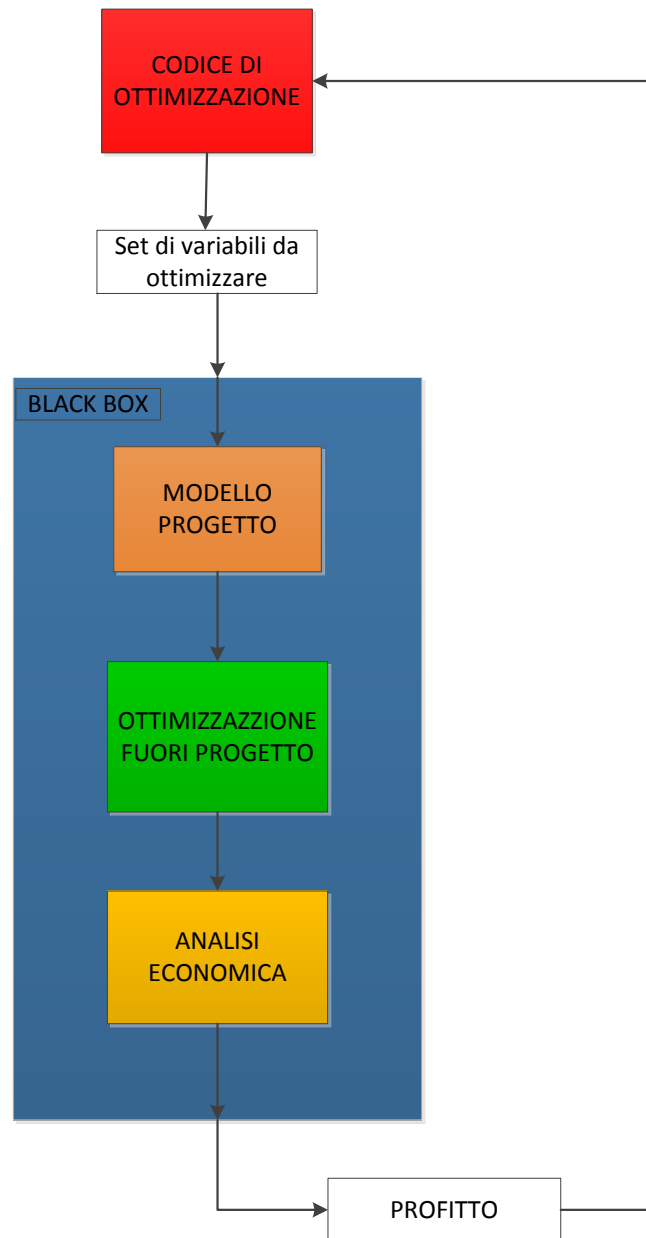 CODICE DI
OTTIMIZZAZIONE
Set di variabili da
ottimizzare
BLACK BOX
MODELLO
PROGETTO
OTTIMIZZAZZIONE
FUORI PROGETTO
ANALISI
ECONOMICA
PROFITTO